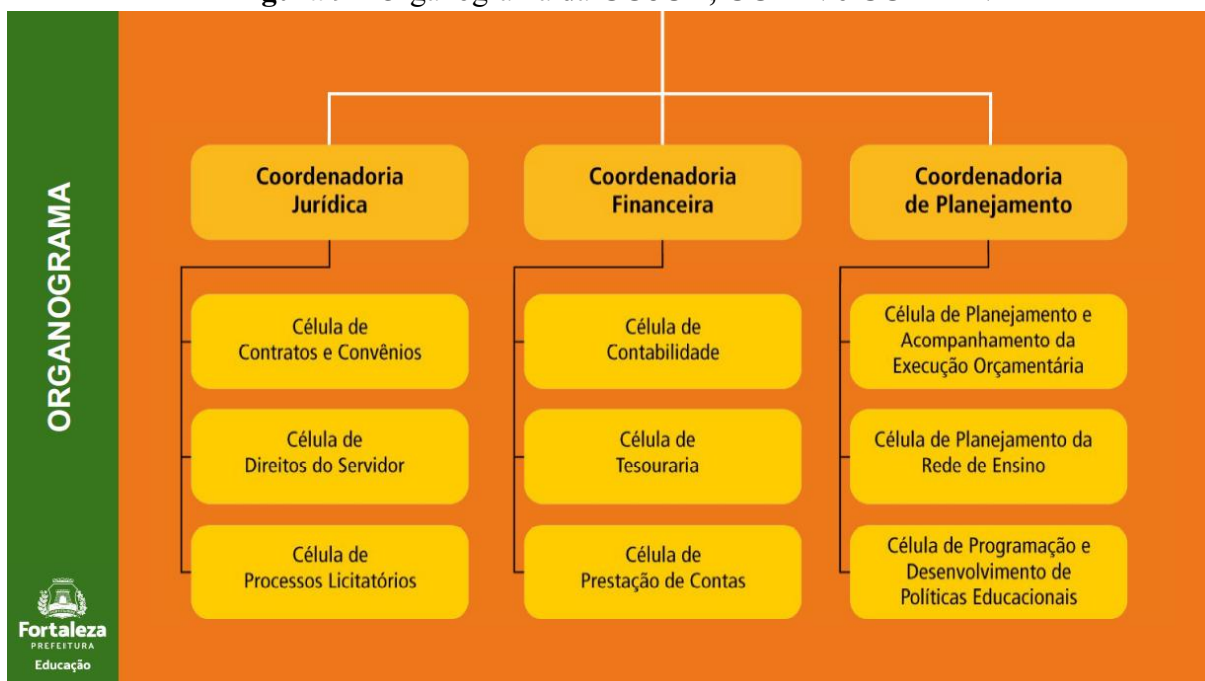 ORGANOGRAMA
Coordenadoria
Jurídica
Célula de
Contratos e Convênios
Célula de
Direitos do Servidor
Célula de
Processos Licitatórios
Coordenadoria
Financeira
Célula de
Contabilidade
Célula de
Tesouraria
Célula de
Prestação de Contas
Coordenadoria
de Planejamento
Célula de Planejamento e
Acompanhamento da
Execução Orçamentária
Célula de Planejamento da
Rede de Ensino
Célula de Programação e
Desenvolvimento de
Políticas Educacionais
Fortaleza
PREFEITURA
Educação